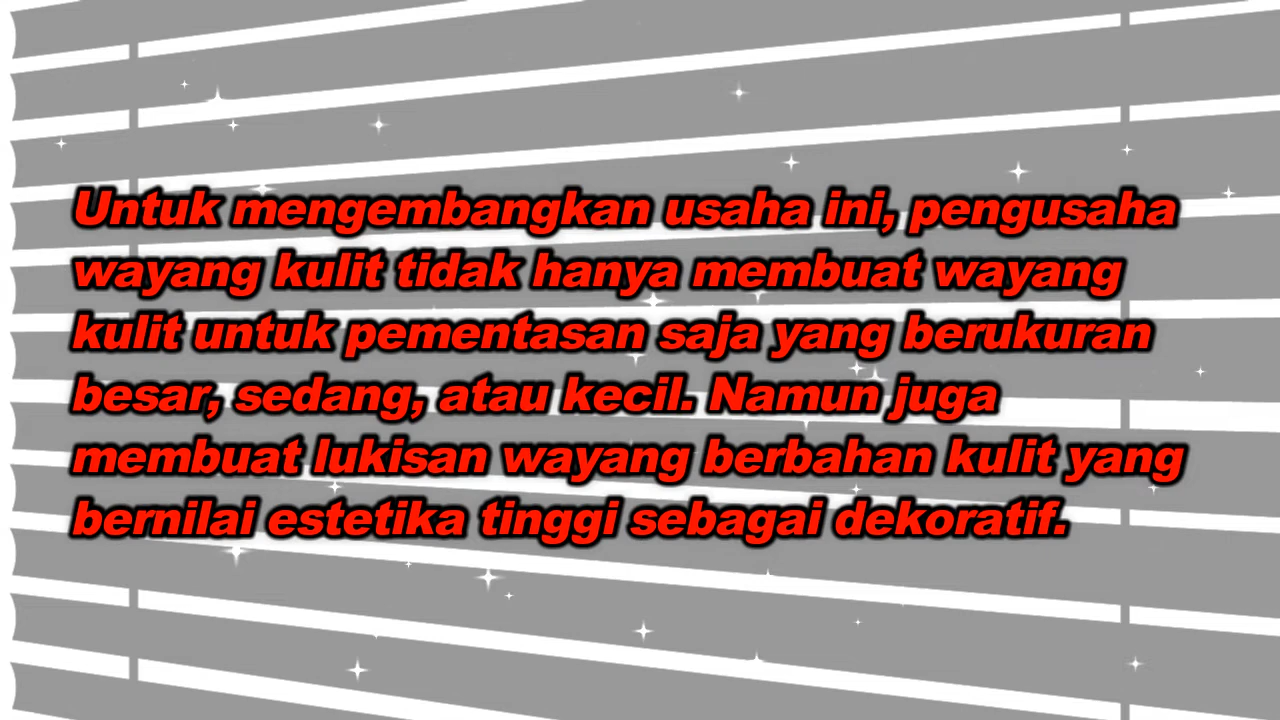 Untuk mengembangkan usaha ini, pengusaha
wayang kulit tidak hanya membuat wayang
kulit untuk pementasan saja yang berukuran
besar, sedang, atau kecil. Namun juga
membuat lukisan wayang berbahan kulit yang
bernilai estetika tinggi sebagai dekoratif.